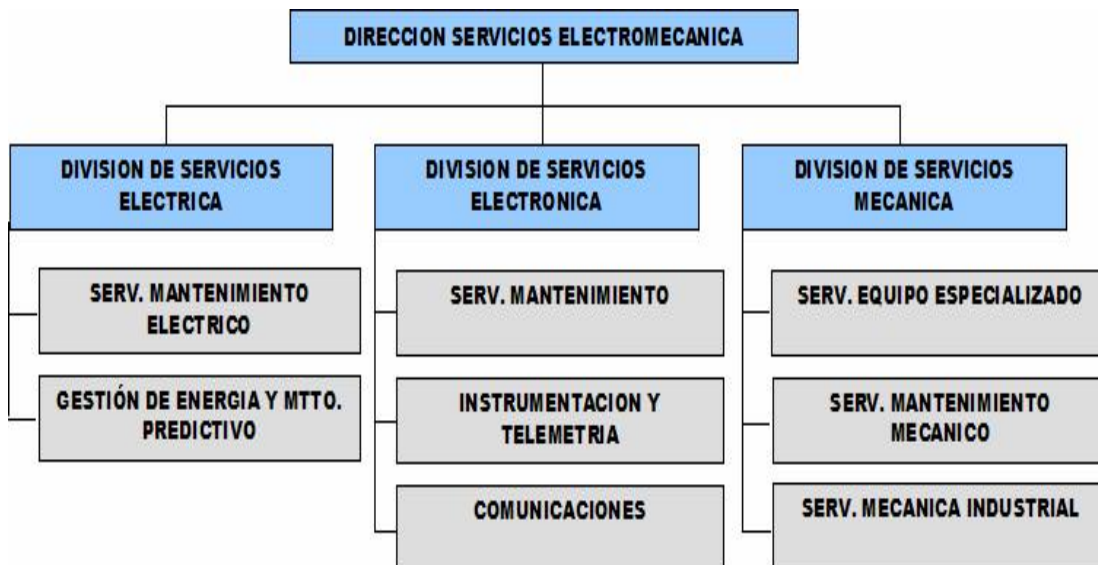 DIRECCION SERVICIOS ELECTROMECANICA
DIVISION DE SERVICIOS
ELECTRICA
SERV. MANTENIMIENTO
ELECTRICO
GESTIÓN DE ENERGIA Y MTTO.
PREDICTIVO
DIVISION DE SERVICIOS
ELECTRÓNICA
SERV. MANTENIMIENTO
INSTRUMENTACION Y
TELEMETRIA
COMUNICACIONES
DIVISION DE SERVICIOS
MECANICA
SERV. EQUIPO ESPECIALIZADO
SERV. MANTENIMIENTO
MECANICO
SERV. MECANICA INDUSTRIAL